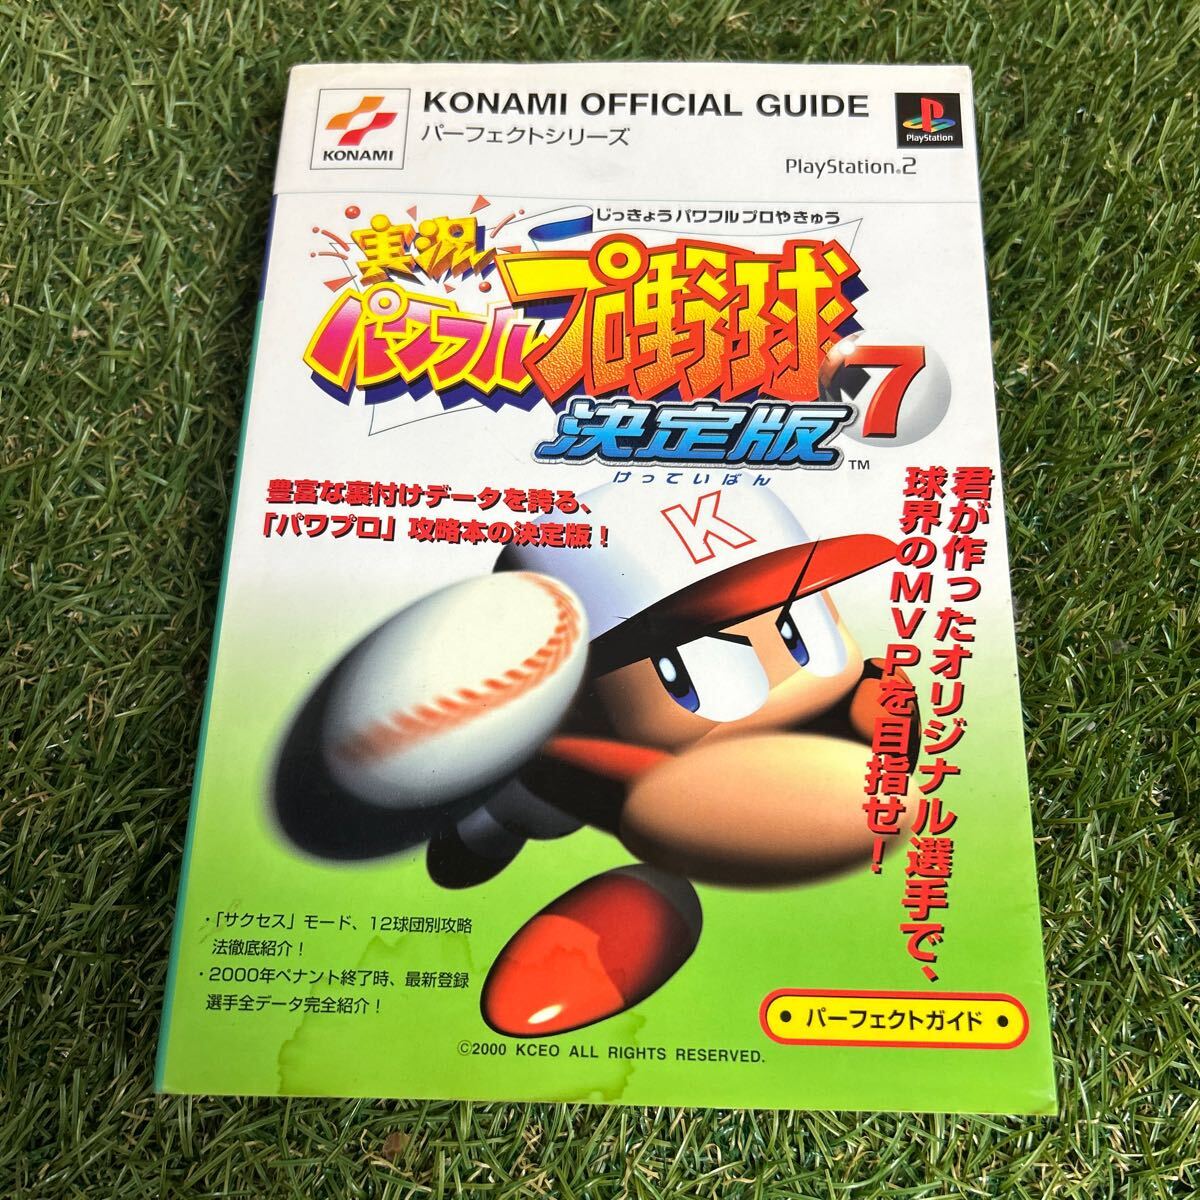 KONAMI
KONAMI OFFICIAL GUIDE
パーフェクトシリーズ
PlayStation
PlayStation®2
じっきょうパワフルプロやきゅう
実況
パワフル
プロ野球
7
決定版
™
けっていばん
豊富な裏付けデータを誇る、
「パワプロ」攻略本の決定版！
K
君が作ったオリジナル選手で、
球界のMVPを目指せ！
・「サクセス」モード、12球団別攻略
法徹底紹介！
・2000年ペナント終了時、最新登録
選手全データ完全紹介！
• パーフェクトガイド •
©2000 KCEO ALL RIGHTS RESERVED.